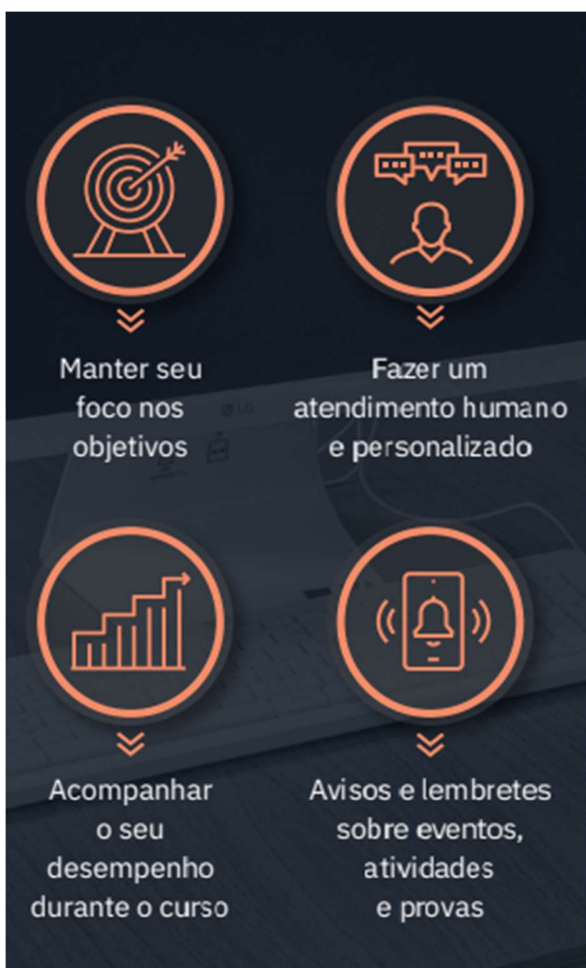 Manter seu
foco nos
objetivos
Fazer um
atendimento humano
e personalizado
LG
Acompanhar
o seu
desempenho
durante o curso
Avisos e lembretes
sobre eventos,
atividades
e provas